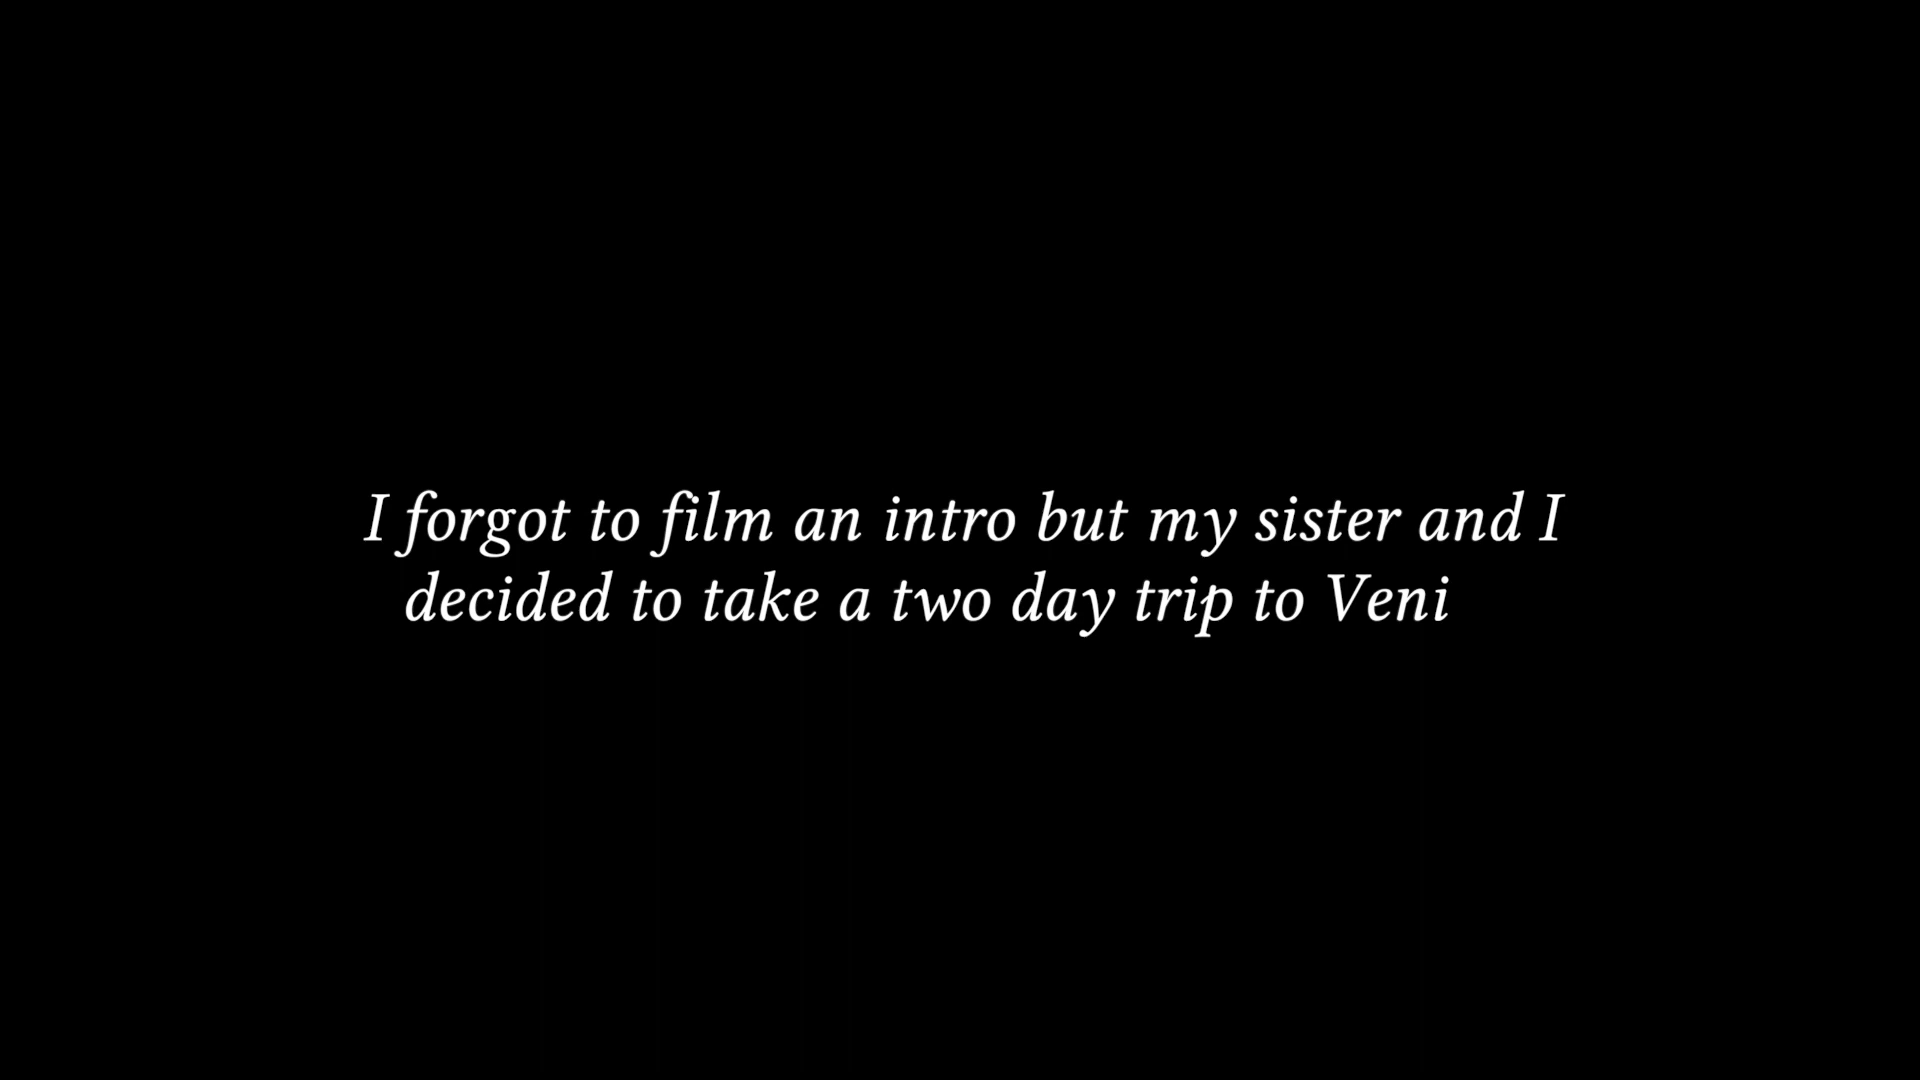 I forgot to film an intro but my sister and I
decided to take a two day trip to Veni